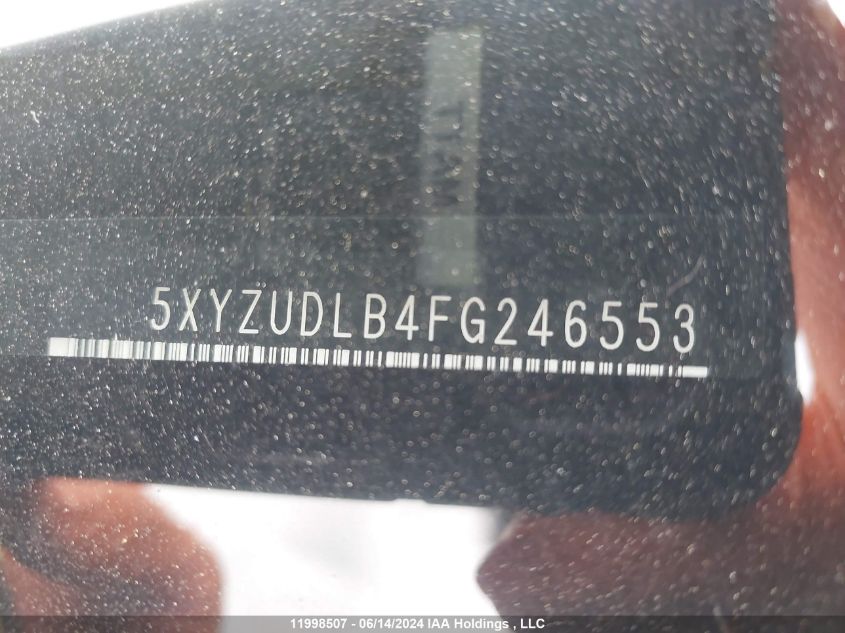 5XYZUDLB4FG246553
11998507 - 06/14/2024 IAA Holdings , LLC